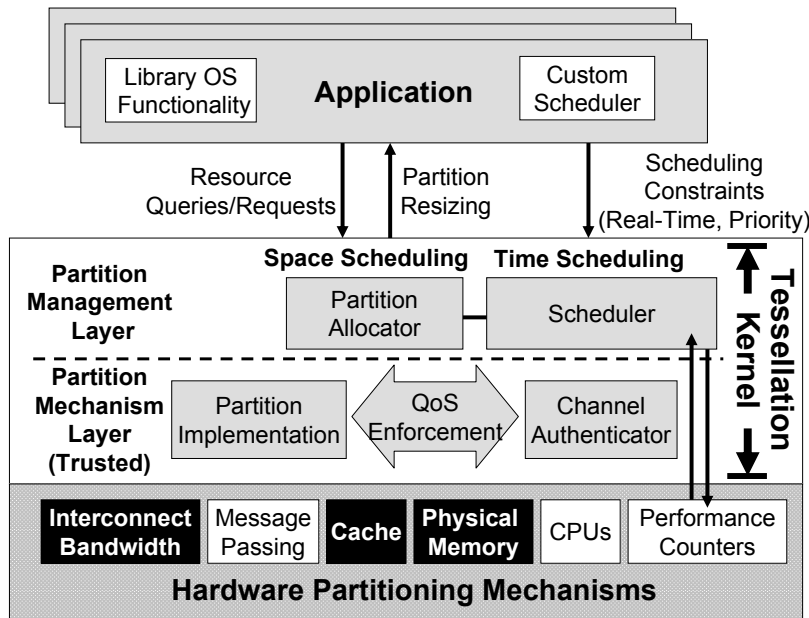 Library OS
Functionality
Application
Custom
Scheduler
Resource
Queries/Requests
Partition
Resizing
Scheduling
Constraints
(Real-Time, Priority)
Partition
Management
Layer
Space Scheduling
Time Scheduling
Partition
Allocator
Scheduler
Tessellation
Kernel
Partition
Mechanism
Layer
(Trusted)
Partition
Implementation
QoS
Enforcement
Channel
Authenticator
Interconnect
Bandwidth
Message
Passing
Cache
Physical
Memory
CPUs
Performance
Counters
Hardware Partitioning Mechanisms